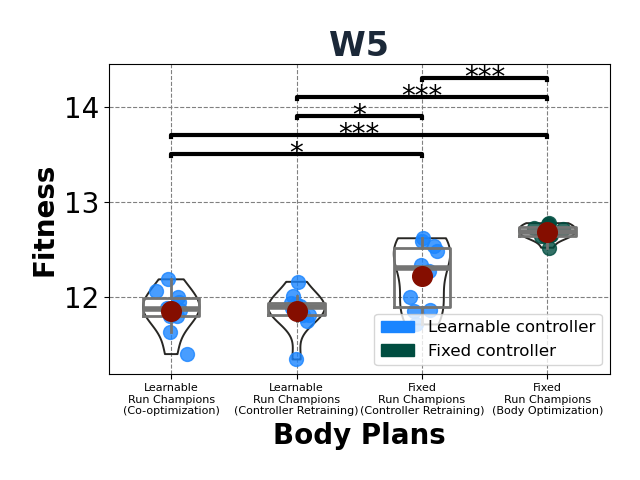 W5
***
***
*
***
*
14
13
12
Fitness
Learnable controller
Fixed controller
Learnable
Run Champions
(Co-optimization)
Learnable
Run Champions
(Controller Retraining)
Fixed
Run Champions
(Controller Retraining)
Fixed
Run Champions
(Body Optimization)
Body Plans